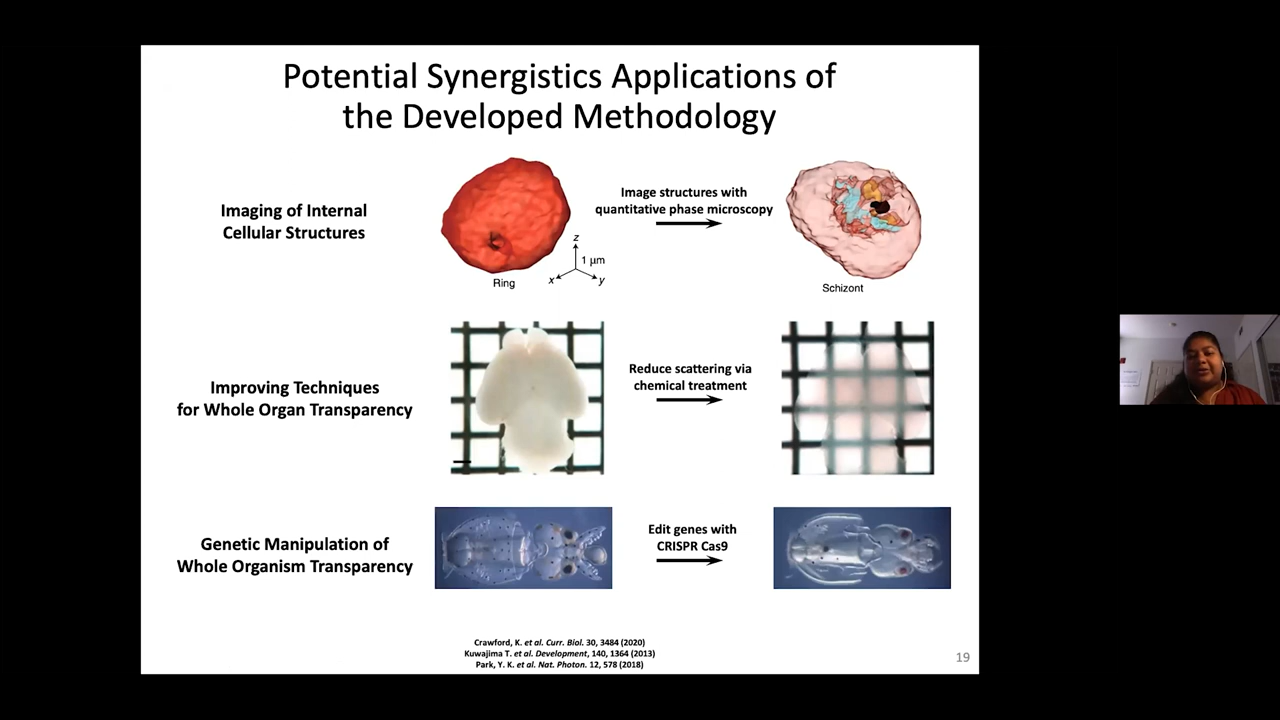 Potential Synergistics Applications of
the Developed Methodology
Imaging of Internal
Cellular Structures
Image structures with
quantitative phase microscopy
z
1 μm
x
y
Ring
Schizont
Improving Techniques
for Whole Organ Transparency
Reduce scattering via
chemical treatment
Genetic Manipulation of
Whole Organism Transparency
Edit genes with
CRISPR Cas9
Crawford, K. et al. Curr. Biol. 30, 3484 (2020)
Kuwajima T. et al. Development, 140, 1364 (2013)
Park, Y. K. et al. Nat. Photon. 12, 578 (2018)
19